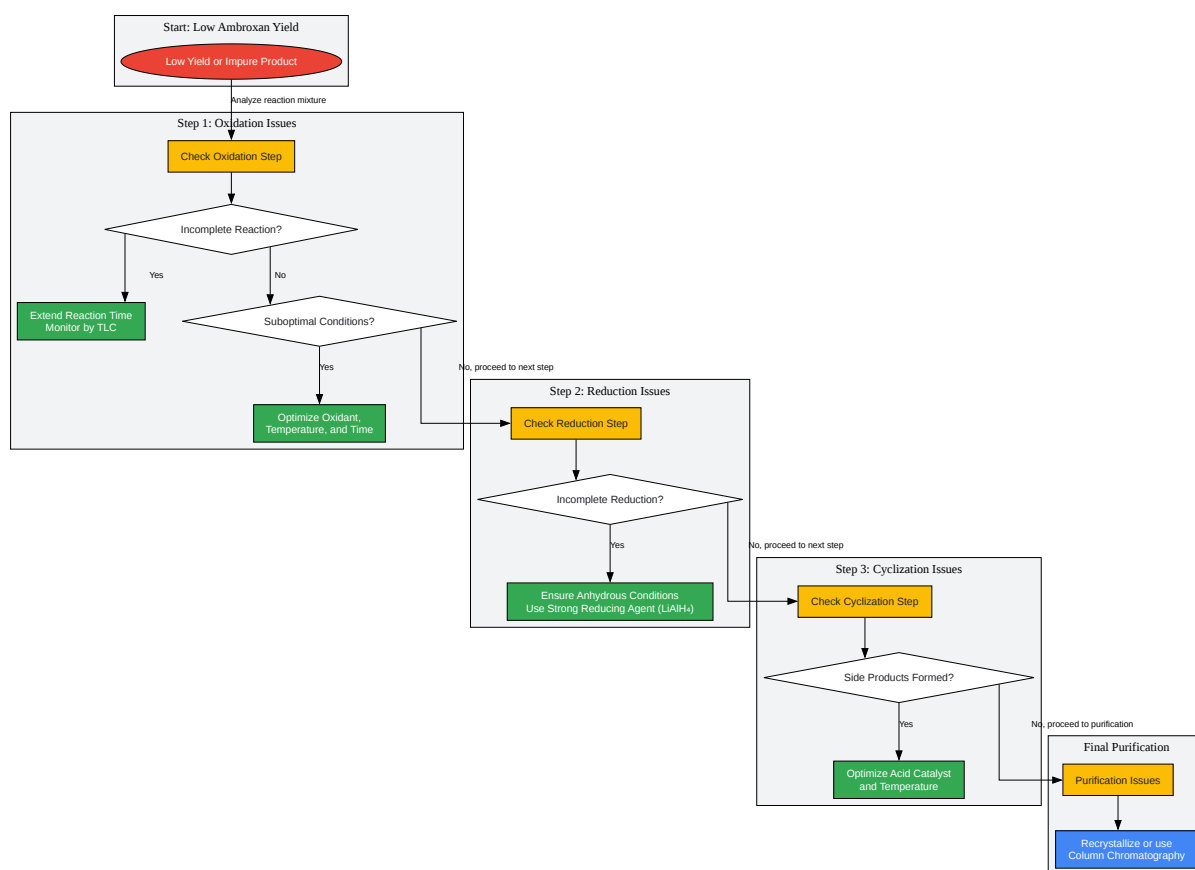 Start: Low Ambroxan Yield
Low Yield or Impure Product
Analyze reaction mixture
Step 1: Oxidation Issues
Check Oxidation Step
Incomplete Reaction?
Yes
No
Extend Reaction Time
Monitor by TLC
Suboptimal Conditions?
Yes
No, proceed to next step
Optimize Oxidant,
Temperature, and Time
Step 2: Reduction Issues
Check Reduction Step
Incomplete Reduction?
Yes
No, proceed to next step
Ensure Anhydrous Conditions
Use Strong Reducing Agent (LiAlH₄)
Step 3: Cyclization Issues
Check Cyclization Step
Side Products Formed?
Yes
No, proceed to purification
Optimize Acid Catalyst
and Temperature
Final Purification
Purification Issues
Recrystallize or use
Column Chromatography